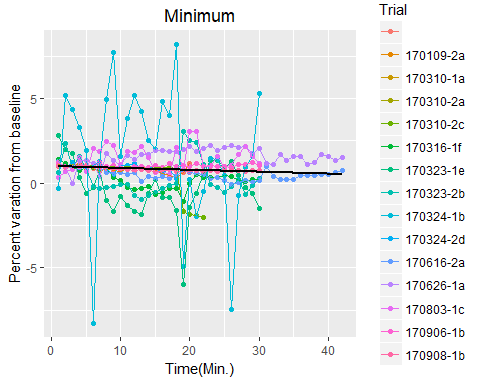 Minimum
Trial
170109-2a
170310-1a
170310-2a
170310-2c
170316-1f
170323-1e
170323-2b
170324-1b
170324-2d
170616-2a
170626-1a
170803-1c
170906-1b
170908-1b
Percent varation from baseline
5
0
-5
0 10 20 30 40
Time(Min.)